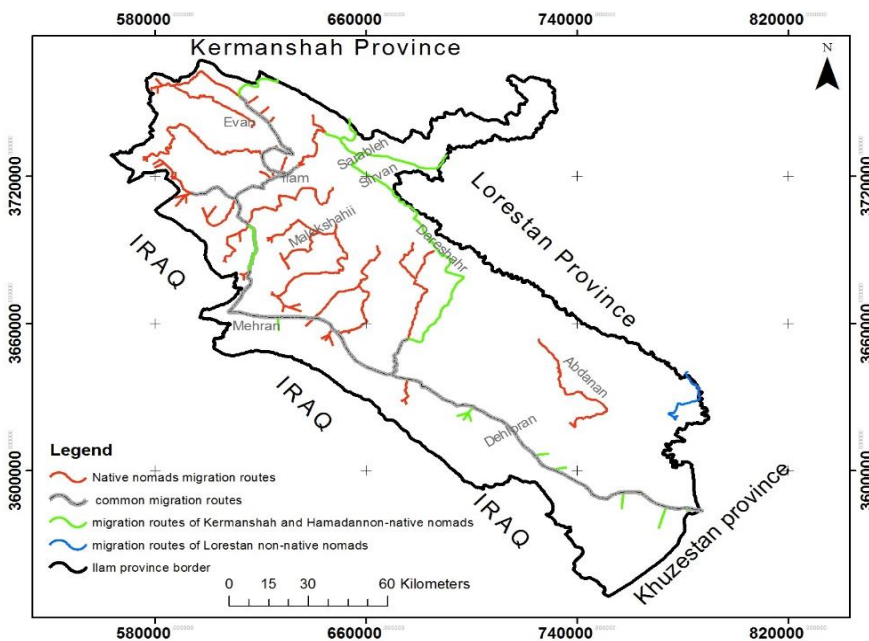 580000
660000
740000
820000
Kermanshah Province
N
Evan
Sarableh
3720000
3720000
Ilam
Shirvan
Lorestan Province
Malekshahii
Dareshahr
IRAQ
Mehran
3660000
3660000
Abdanan
IRAQ
Dehloran
Legend
Native nomads migration routes
3600000
3600000
common migration routes
IRAQ
Khuzestan province
migration routes of Kermanshah and Hamadannon-native nomads
migration routes of Lorestan non-native nomads
Ilam province border
0 15 30 60 Kilometers
580000
660000
740000
820000